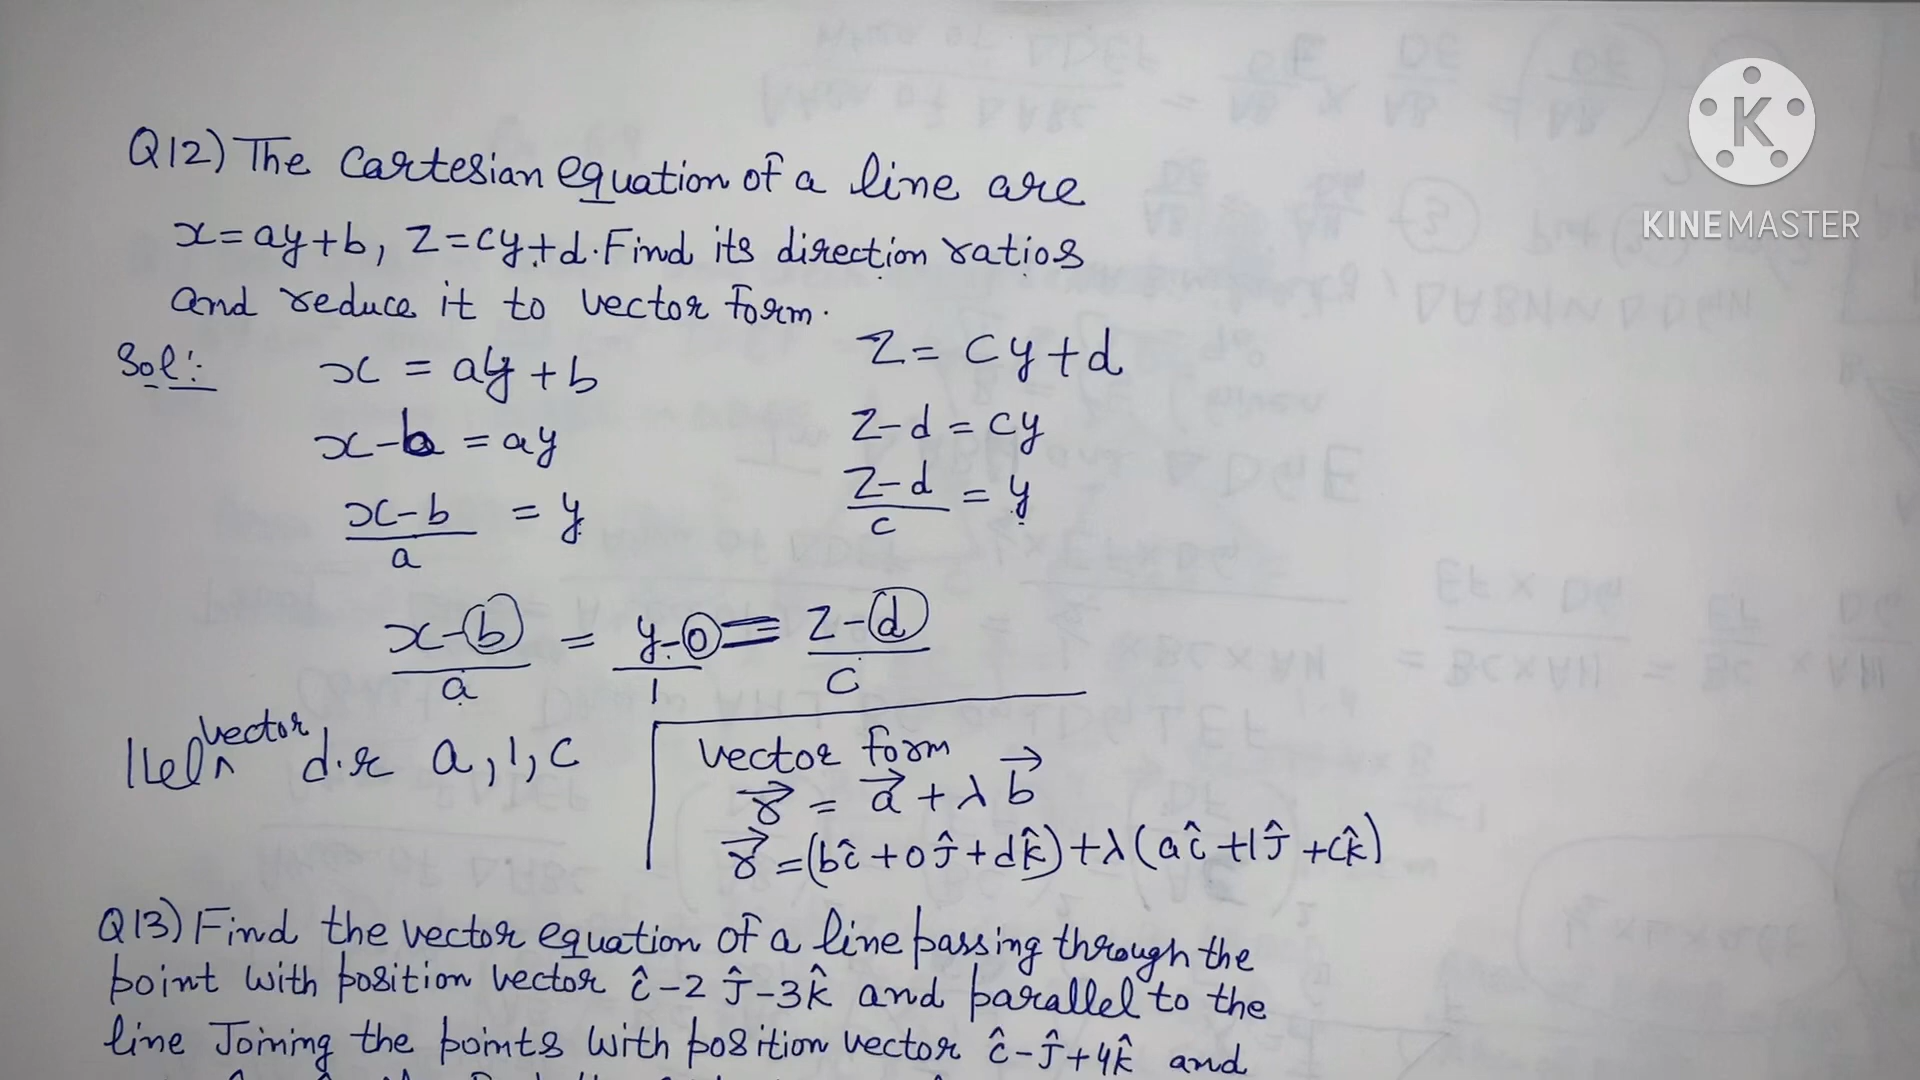 Q12) The Cartesian equation of a line are
x = ay + b, z = cy + d. Find its direction ratios
and reduce it to vector form.
Sol:
x = ay + b
x - b = ay
x - b / a = y
z = cy + d
z - d = cy
z - d / c = y
x - b / a = y - 0 / 1 = z - d / c
llel vector d.r a, 1, c
vector form
r⃗ = a⃗ + λ b⃗
r⃗ = (bî + 0ĵ + dk̂) + λ(aî + 1ĵ + ck̂)
Q13) Find the vector equation of a line passing through the
point with position vector î - 2ĵ - 3k̂ and parallel to the
line Joining the points with position vector î - ĵ + 4k̂ and
K
KINEMASTER